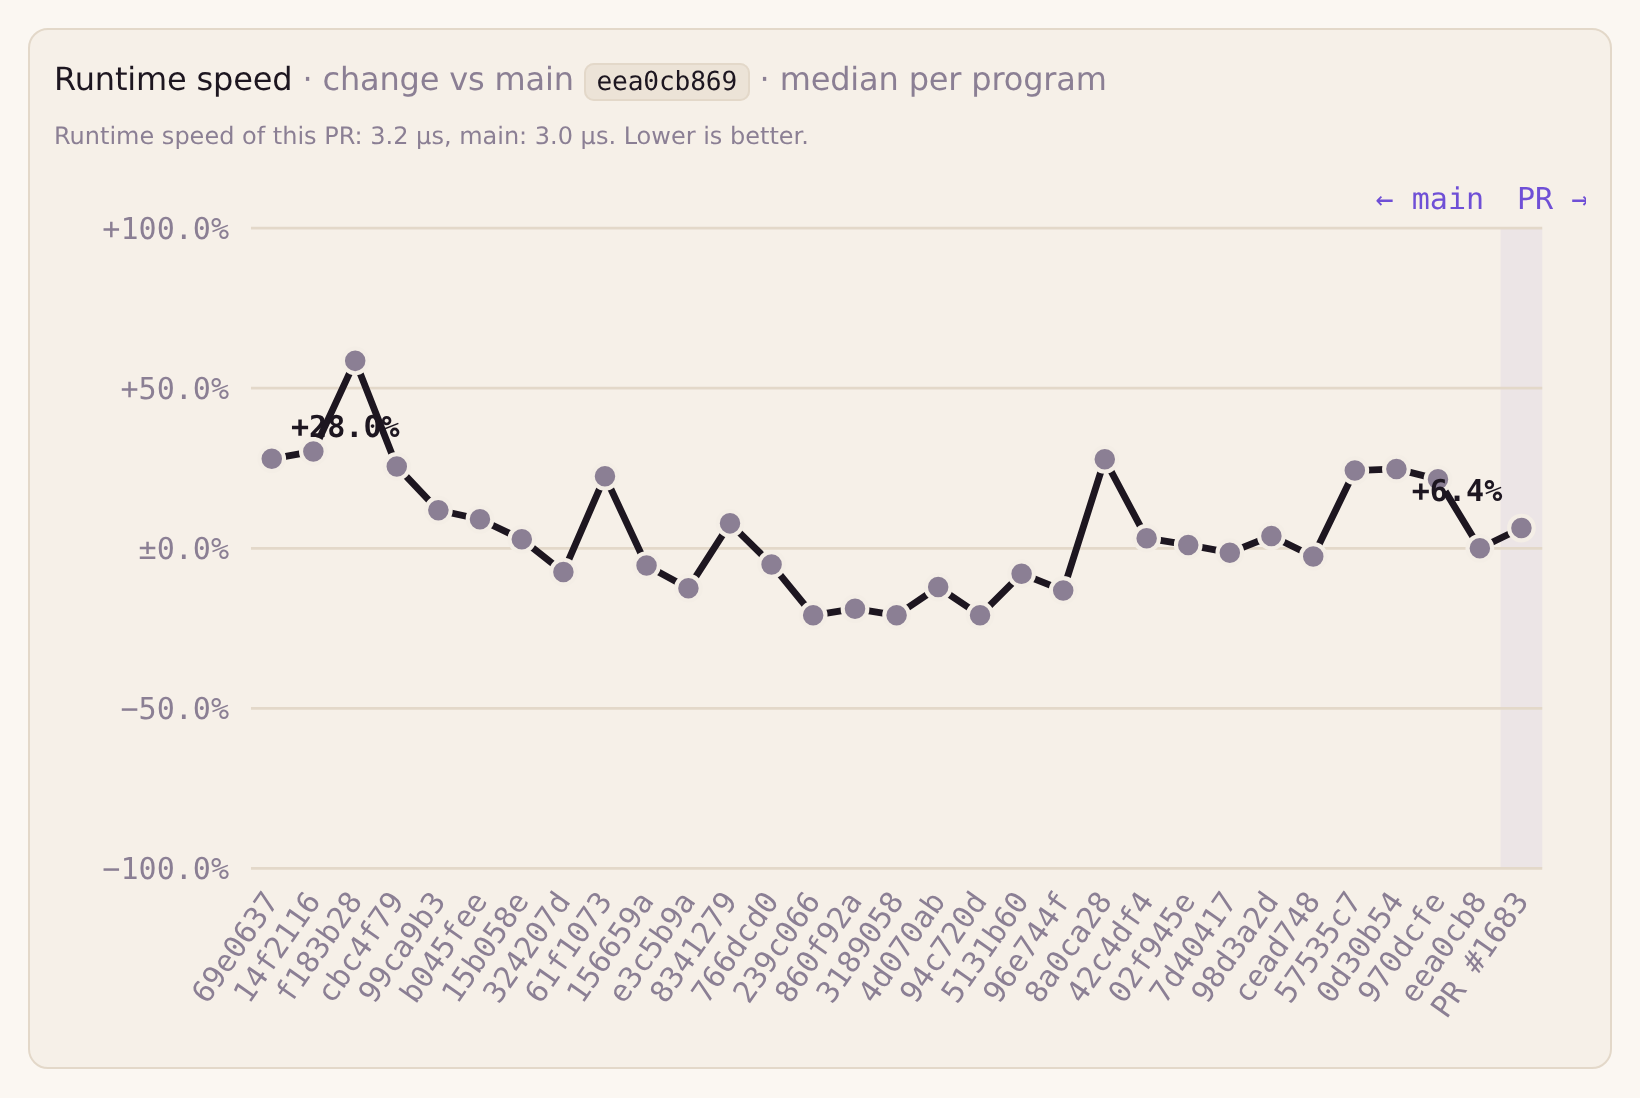 Runtime speed · change vs main eea0cb869 · median per program
Runtime speed of this PR: 3.2 µs, main: 3.0 µs. Lower is better.
← main PR →
+100.0%
+50.0%
+28.0%
+6.4%
±0.0%
−50.0%
−100.0%
69e0637
14f2116
f183b28
cbc4f79
99ca9b3
b045fee
15b058e
324207d
61f1073
156659a
e3c5b9a
8341279
766dcd0
239c066
860f92a
3189058
4d070ab
94c720d
5131b60
96e744f
8a0ca28
42c4df4
02f945e
7d40417
98d3a2d
cead748
57535c7
0d30b54
970dcfe
eea0cb8
PR #1683